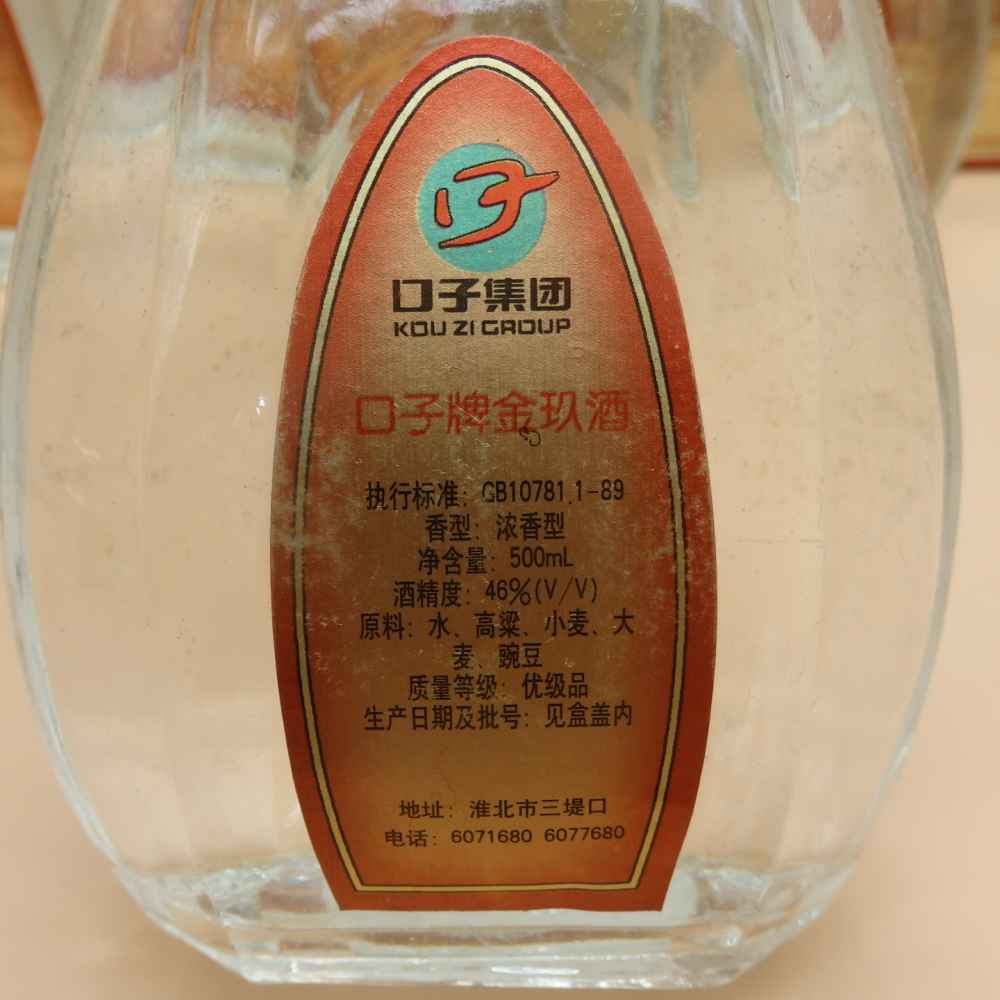 口子
口子集团
KOU ZI GROUP
口子牌金玖酒
执行标准: GB10781.1-89
香型: 浓香型
净含量: 500mL
酒精度: 46%(V/V)
原料: 水、高粱、小麦、大
麦、豌豆
质量等级: 优级品
生产日期及批号: 见盒盖内
地址: 淮北市三堤口
电话: 6071680 6077680